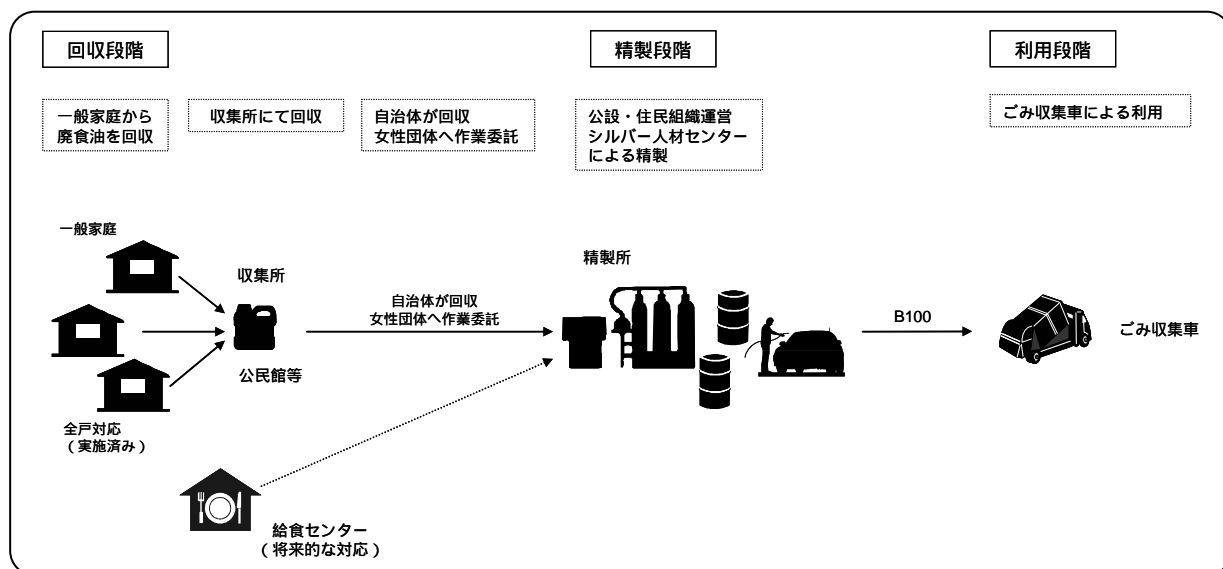 回収段階
精製段階
利用段階
一般家庭から
廃食油を回収
収集所にて回収
自治体が回収
女性団体へ作業委託
公設・住民組織運営
シルバー人材センター
による精製
ごみ収集車による利用
一般家庭
収集所
公民館等
全戸対応
（実施済み）
自治体が回収
女性団体へ作業委託
精製所
B100
ごみ収集車
給食センター
（将来的な対応）